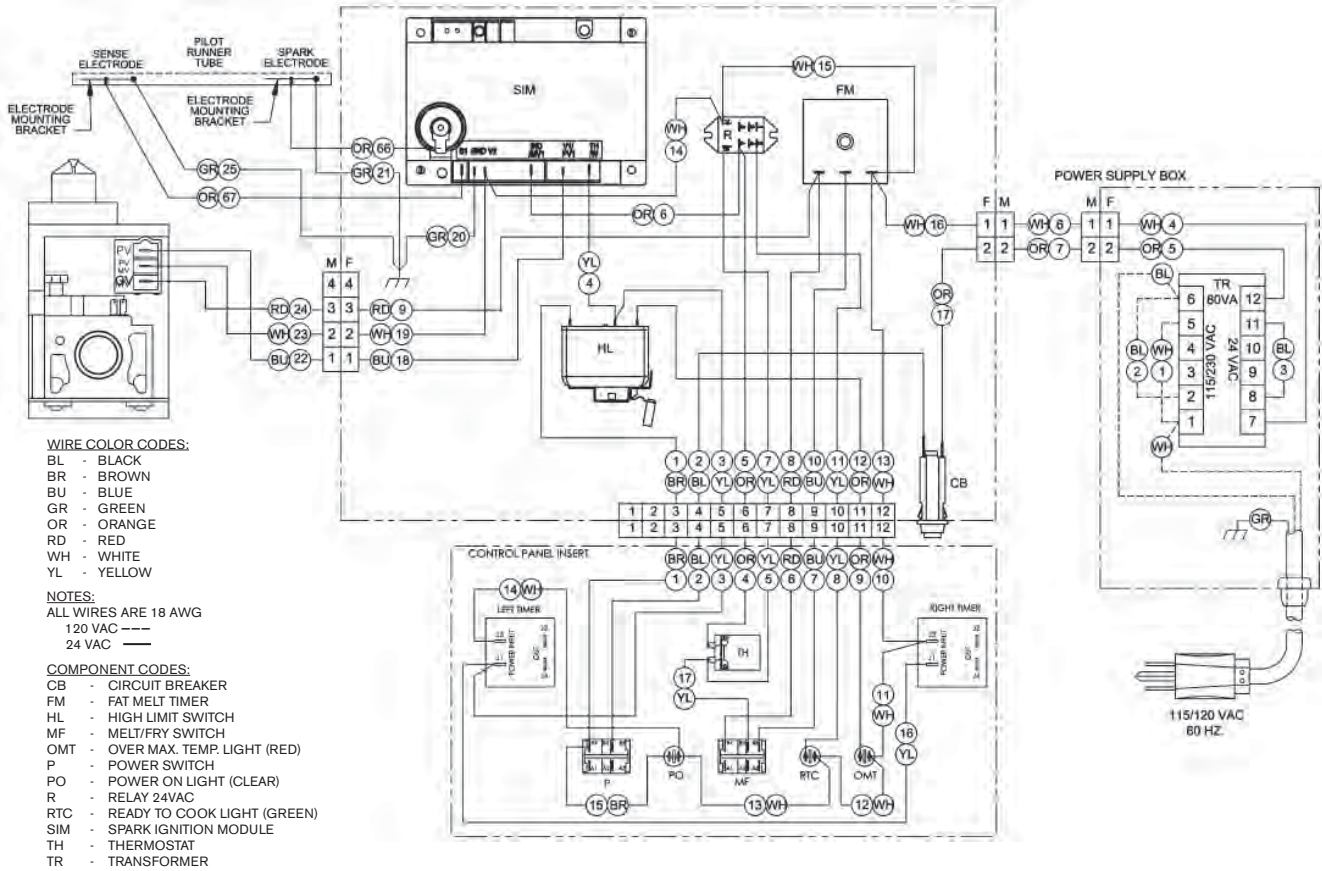 SENSE
ELECTRODE
PILOT
RUNNER
TUBE
SPARK
ELECTRODE
ELECTRODE
MOUNTING
BRACKET
ELECTRODE
MOUNTING
BRACKET
SIM
R
FM
WH 15
WH 14
OR 66
GR 21
GR 25
OR 67
GR 20
OR 6
YL 4
HL
PV
GV
M F
4 4
3 3
2 2
1 1
RD 24
WH 23
BU 22
RD 9
WH 19
BU 18
WH 16
OR 17
F M
1 1
2 2
WH 6
OR 7
POWER SUPPLY BOX
M F
1 1
2 2
WH 4
OR 5
BL
TR
60VA
6 12
5 11
4 10
3 9
2 8
1 7
115/230 VAC
24 VAC
BL 2
WH 1
BL 3
WH
GR
115/120 VAC
60 HZ.
CB
1 2 3 5 7 8 10 11 12 13
BR BL YL OR YL RD BU YL OR WH
1 2 3 4 5 6 7 8 9 10 11 12
1 2 3 4 5 6 7 8 9 10 11 12
CONTROL PANEL INSERT
BR BL YL OR YL RD BU YL OR WH
1 2 3 4 5 6 7 8 9 10
14 WH
LEFT TIMER
POWER INPUT
OUT
TH
17 YL
RIGHT TIMER
POWER INPUT
OUT
11 WH
16 YL
P
PO
MF
RTC
OMT
15 BR
13 WH
12 WH
WIRE COLOR CODES:
BL - BLACK
BR - BROWN
BU - BLUE
GR - GREEN
OR - ORANGE
RD - RED
WH - WHITE
YL - YELLOW
NOTES:
ALL WIRES ARE 18 AWG
120 VAC ---
24 VAC —
COMPONENT CODES:
CB - CIRCUIT BREAKER
FM - FAT MELT TIMER
HL - HIGH LIMIT SWITCH
MF - MELT/FRY SWITCH
OMT - OVER MAX. TEMP. LIGHT (RED)
P - POWER SWITCH
PO - POWER ON LIGHT (CLEAR)
R - RELAY 24VAC
RTC - READY TO COOK LIGHT (GREEN)
SIM - SPARK IGNITION MODULE
TH - THERMOSTAT
TR - TRANSFORMER